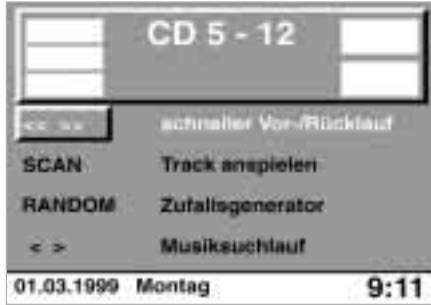 CD 5 - 12
<< >> schneller Vor-/Rücklauf
SCAN Track anspielen
RANDOM Zufallsgenerator
< > Musiksuchlauf
01.03.1999 Montag 9:11